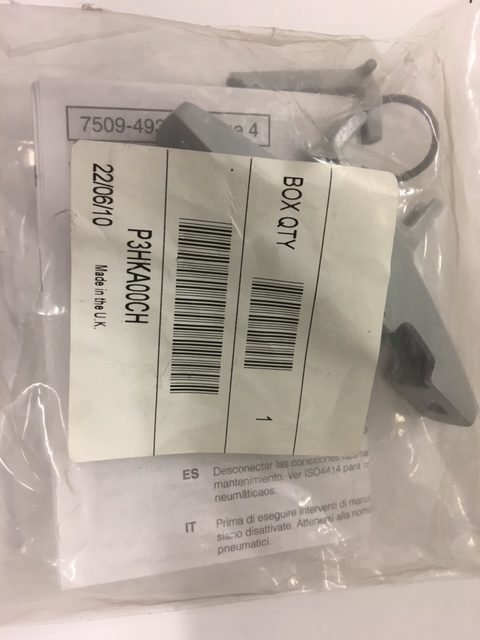 7509-49
e 4
BOX QTY
1
P3HKA00CH
22/06/10
Made in the U.K.
ES Desconectar las conexiones
mantenimiento. Ver ISO4414 para
neumáticaos.
IT Prima di eseguire interventi di
siano disattivate. Attenersi alla
pneumatici.